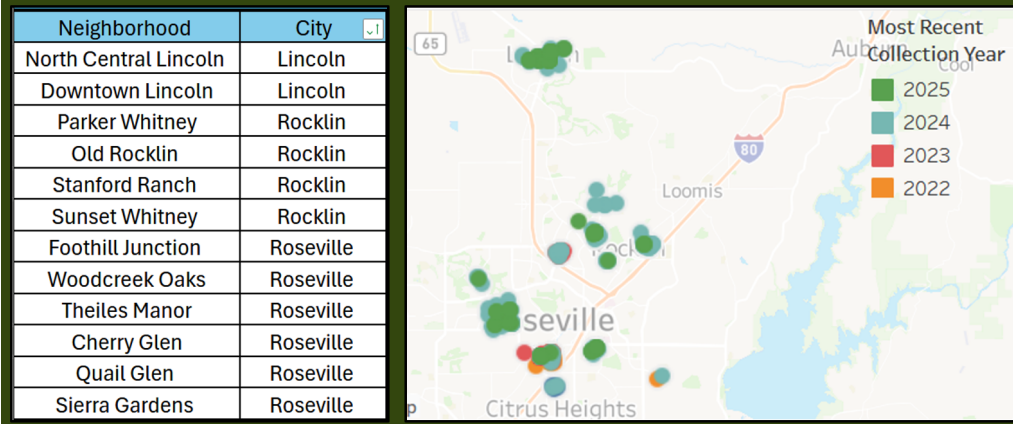 Neighborhood City
North Central Lincoln Lincoln
Downtown Lincoln Lincoln
Parker Whitney Rocklin
Old Rocklin Rocklin
Stanford Ranch Rocklin
Sunset Whitney Rocklin
Foothill Junction Roseville
Woodcreek Oaks Roseville
Theiles Manor Roseville
Cherry Glen Roseville
Quail Glen Roseville
Sierra Gardens Roseville
Most Recent
Collection Year
2025
2024
2023
2022
65
Cool
80
Loomis
seville
Citrus Heights
p